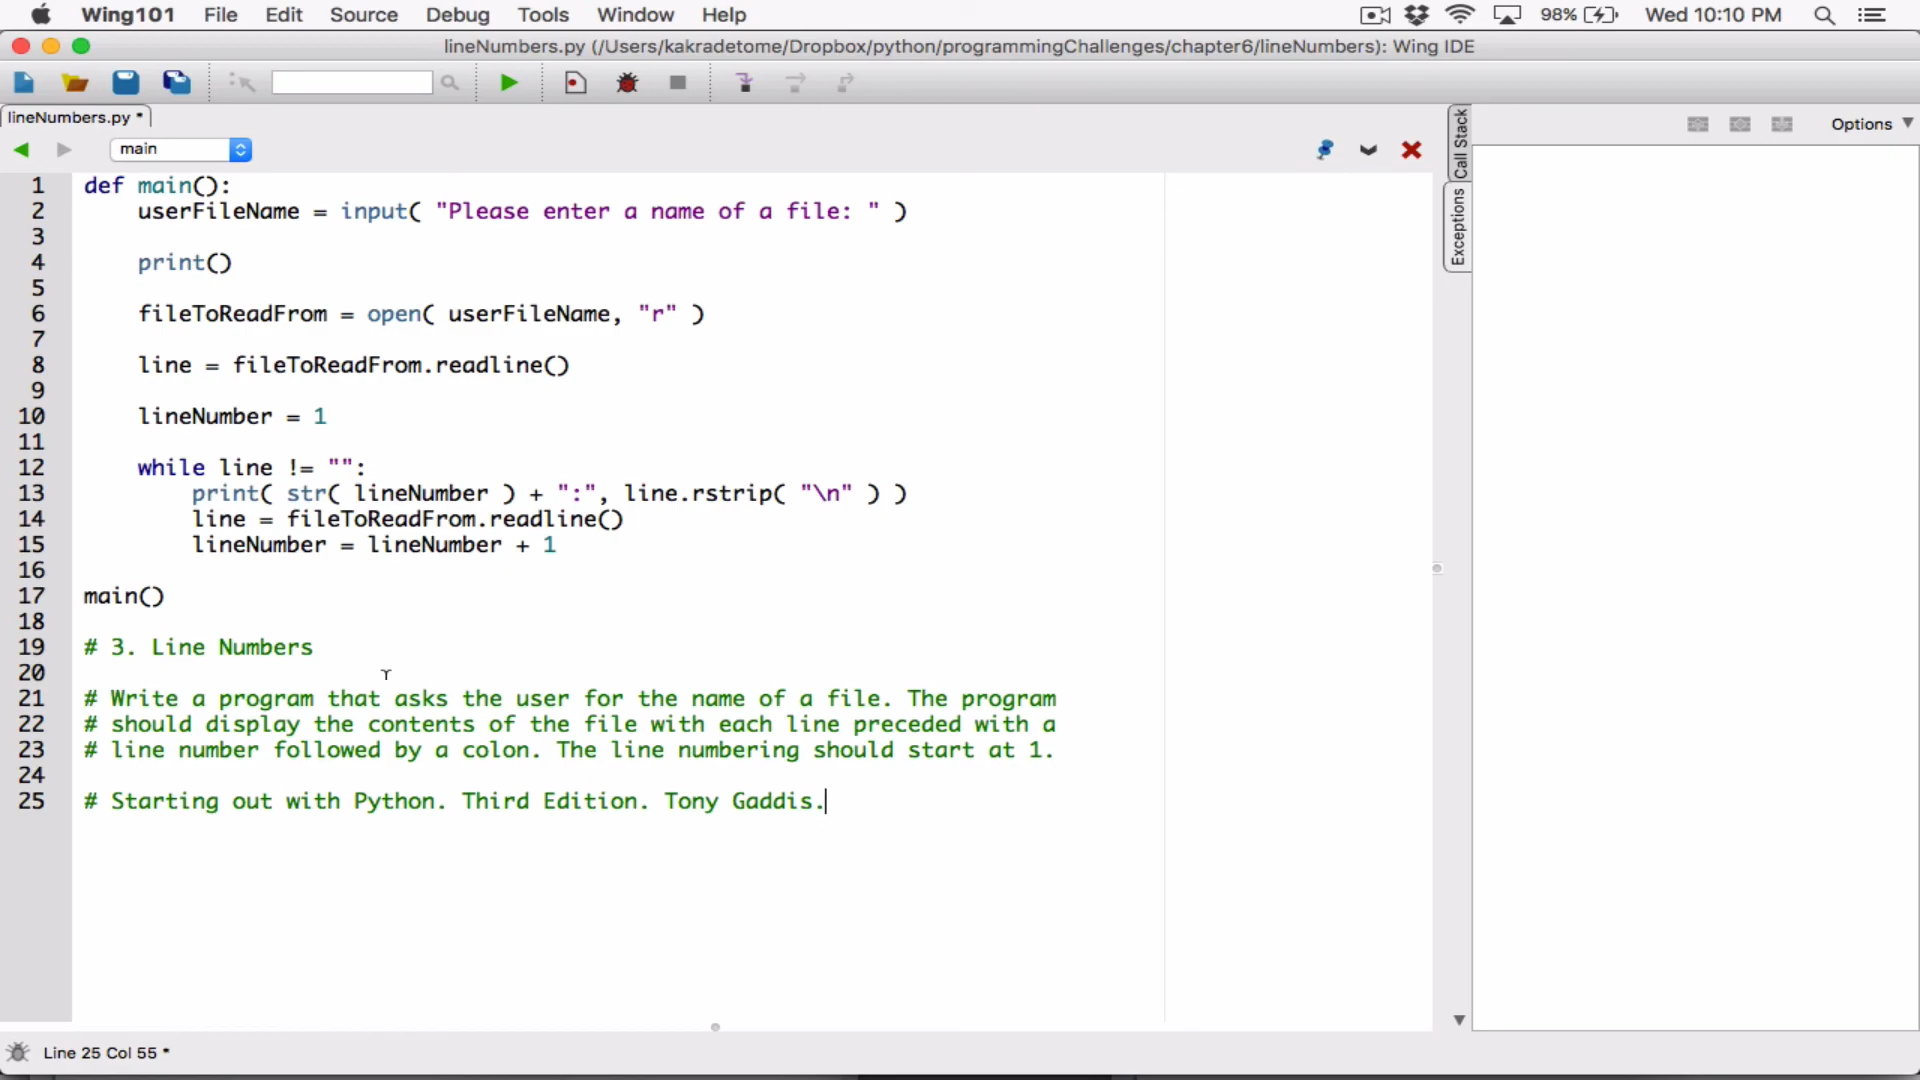 Wing101 File Edit Source Debug Tools Window Help 98% Wed 10:10 PM
lineNumbers.py (/Users/kakradetome/Dropbox/python/programmingChallenges/chapter6/lineNumbers): Wing IDE
lineNumbers.py *
Options
main
Call Stack
Exceptions
1 def main():
2 userFileName = input( "Please enter a name of a file: " )
3
4 print()
5
6 fileToReadFrom = open( userFileName, "r" )
7
8 line = fileToReadFrom.readline()
9
10 lineNumber = 1
11
12 while line != "":
13 print( str( lineNumber ) + ":", line.rstrip( "\n" ) )
14 line = fileToReadFrom.readline()
15 lineNumber = lineNumber + 1
16
17 main()
18
19 # 3. Line Numbers
20
21 # Write a program that asks the user for the name of a file. The program
22 # should display the contents of the file with each line preceded with a
23 # line number followed by a colon. The line numbering should start at 1.
24
25 # Starting out with Python. Third Edition. Tony Gaddis.
Line 25 Col 55 *